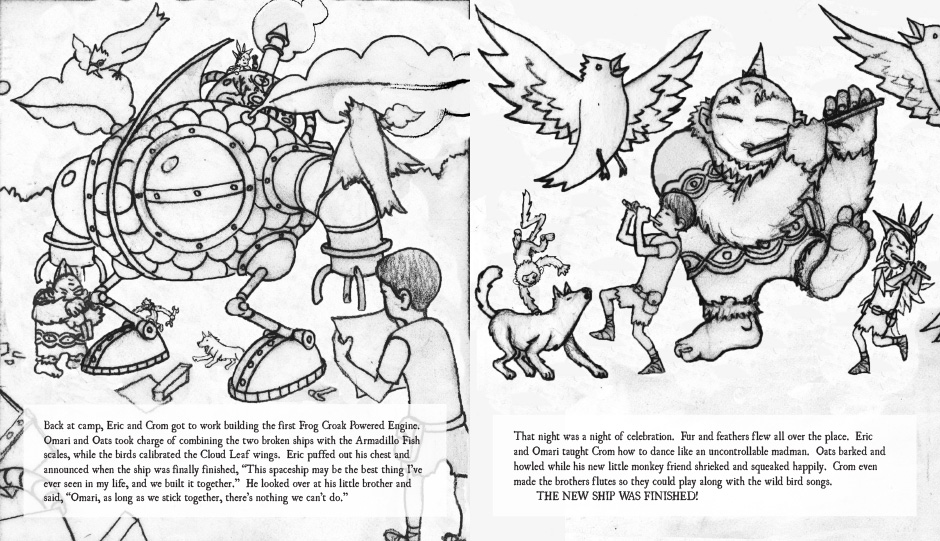 Back at camp, Eric and Crom got to work building the first Frog Croak Powered Engine.
Omari and Oats took charge of combining the two broken ships with the Armadillo Fish
scales, while the birds calibrated the Cloud Leaf wings. Eric puffed out his chest and
announced when the ship was finally finished, “This spaceship may be the best thing I’ve
ever seen in my life, and we built it together.” He looked over at his little brother and
said, “Omari, as long as we stick together, there’s nothing we can’t do.”
That night was a night of celebration. Fur and feathers flew all over the place. Eric
and Omari taught Crom how to dance like an uncontrollable madman. Oats barked and
howled while his new little monkey friend shrieked and squeaked happily. Crom even
made the brothers flutes so they could play along with the wild bird songs.
THE NEW SHIP WAS FINISHED!